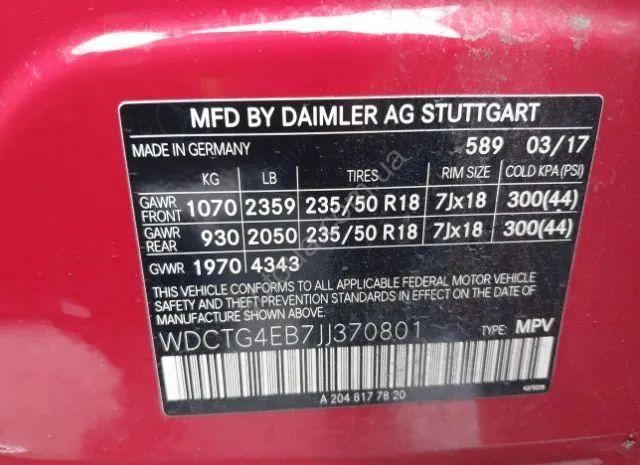 MFD BY DAIMLER AG STUTTGART
MADE IN GERMANY 589 03/17
KG LB TIRES RIM SIZE COLD KPA(PSI)
GAWR FRONT 1070 2359 235/50 R18 7Jx18 300(44)
GAWR REAR 930 2050 235/50 R18 7Jx18 300(44)
GVWR 1970 4343
THIS VEHICLE CONFORMS TO ALL APPLICABLE FEDERAL MOTOR VEHICLE
SAFETY, BUMPER, AND THEFT PREVENTION STANDARDS IN EFFECT ON THE DATE OF
MANUFACTURE SHOWN ABOVE.
WDCTG4EB7JJ370801 TYPE: MPV
A 204 817 78 20